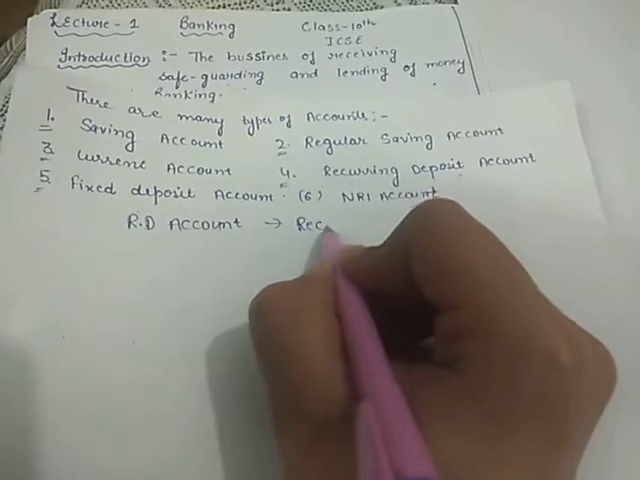 Lecture - 1 Banking Class-10th
ICSE
Introduction :- The bussines of receiving
safe-guanding and lending of money
Banking.
There are many types of Accounts :-
1. Saving Account 2. Regular Saving Account
3. Current Account 4. Recurring Deposit Account
5. Fixed deposit Account. (6) NRI Account
R.D Account → Rec